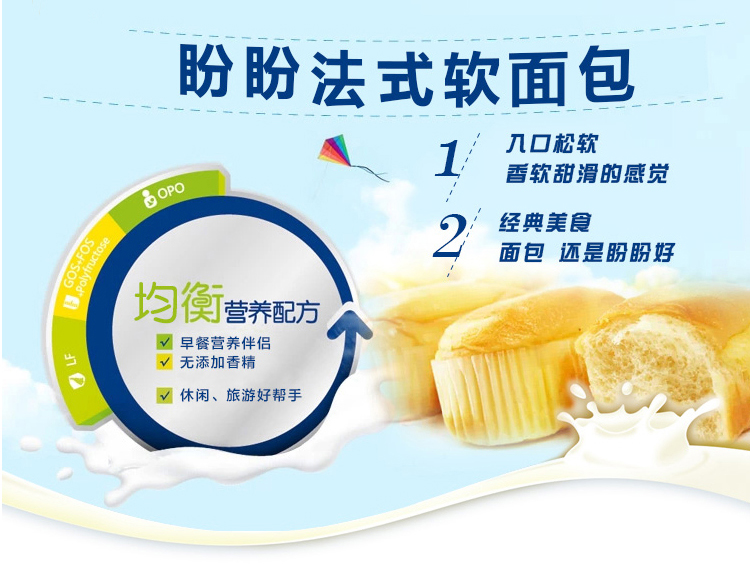 盼盼法式软面包
1
入口松软
香软甜滑的感觉
2
经典美食
面包 还是盼盼好
OPO
GOS+FOS
+Polyfructose
LF
均衡营养配方
早餐营养伴侣
无添加香精
休闲、旅游好帮手